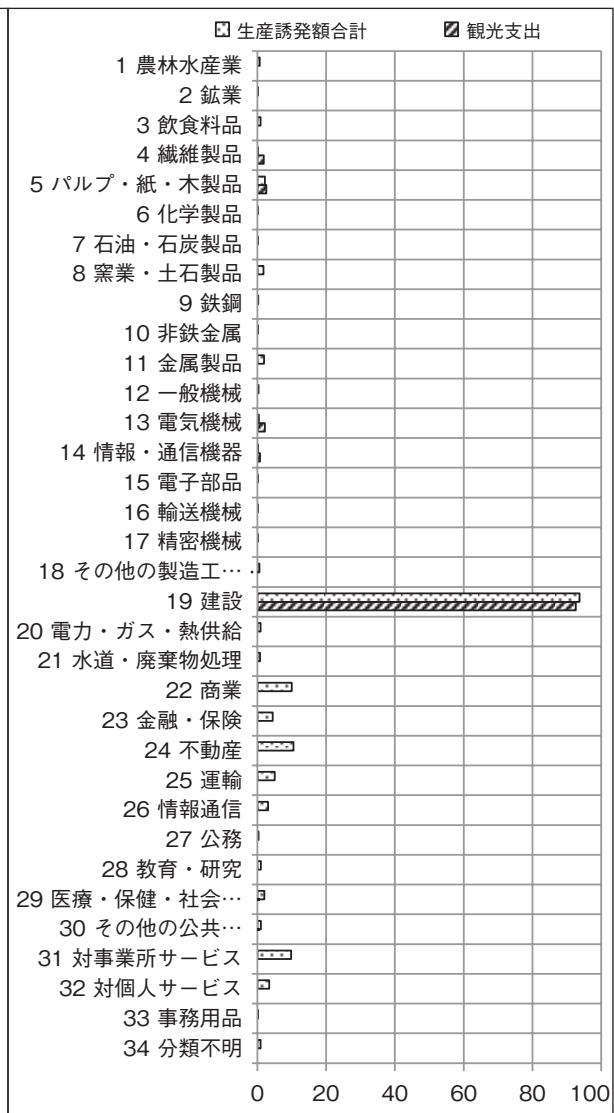 生産誘発額合計 観光支出
1 農林水産業
2 鉱業
3 飲食料品
4 繊維製品
5 パルプ・紙・木製品
6 化学製品
7 石油・石炭製品
8 窯業・土石製品
9 鉄鋼
10 非鉄金属
11 金属製品
12 一般機械
13 電気機械
14 情報・通信機器
15 電子部品
16 輸送機械
17 精密機械
18 その他の製造工…
19 建設
20 電力・ガス・熱供給
21 水道・廃棄物処理
22 商業
23 金融・保険
24 不動産
25 運輸
26 情報通信
27 公務
28 教育・研究
29 医療・保健・社会…
30 その他の公共…
31 対事業所サービス
32 対個人サービス
33 事務用品
34 分類不明
0 20 40 60 80 100